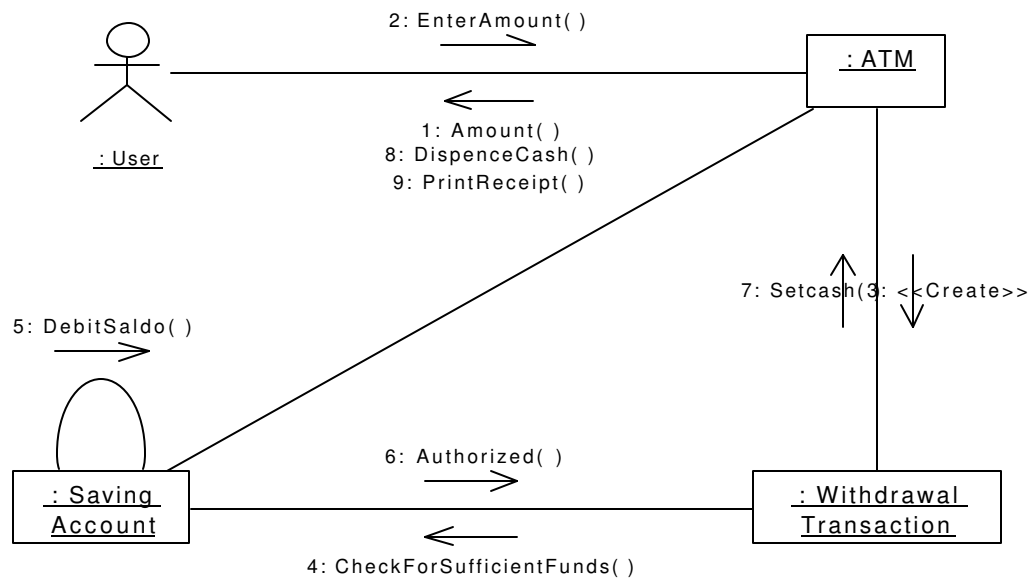 2: EnterAmount( )
: ATM
1: Amount( )
8: DispenceCash( )
9: PrintReceipt( )
: User
7: Setcash(3: <<Create>>
5: DebitSaldo( )
6: Authorized( )
: Saving
Account
: Withdrawal
Transaction
4: CheckForSufficientFunds( )